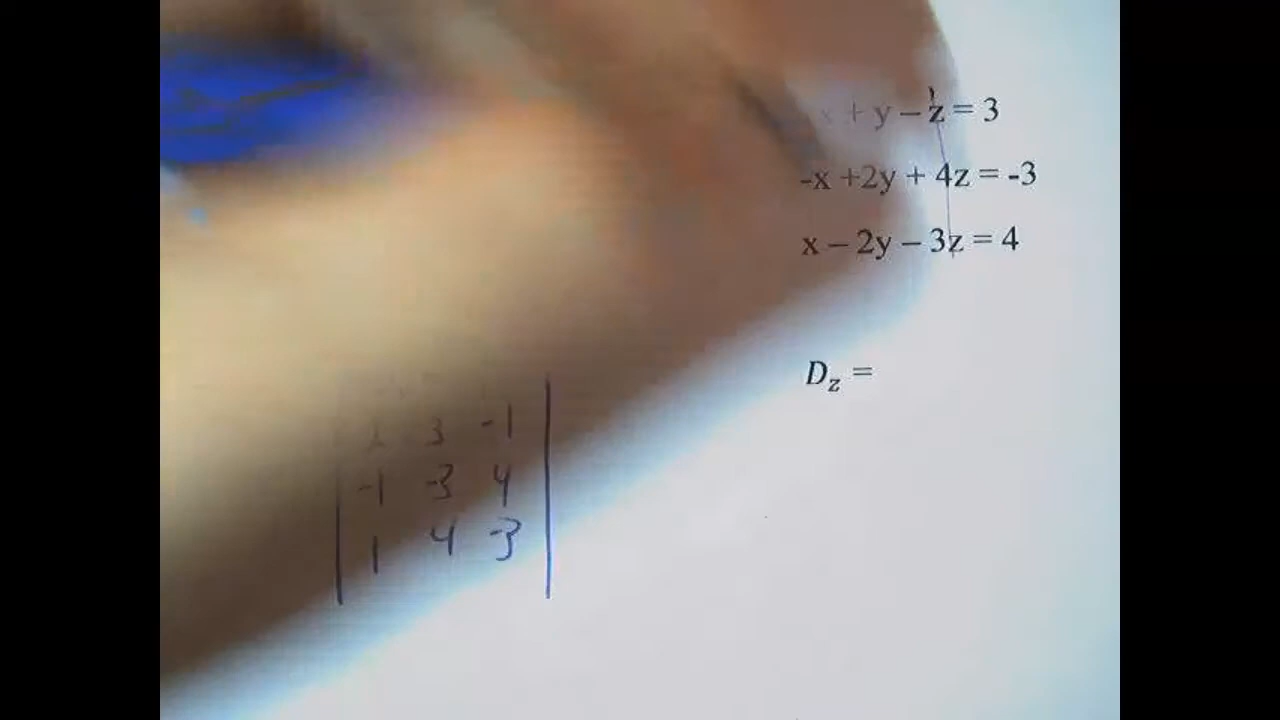 x + y – z = 3
-x +2y + 4z = -3
x – 2y – 3z = 4
D_z =
3 -1
-1 -3 4
1 4 -3